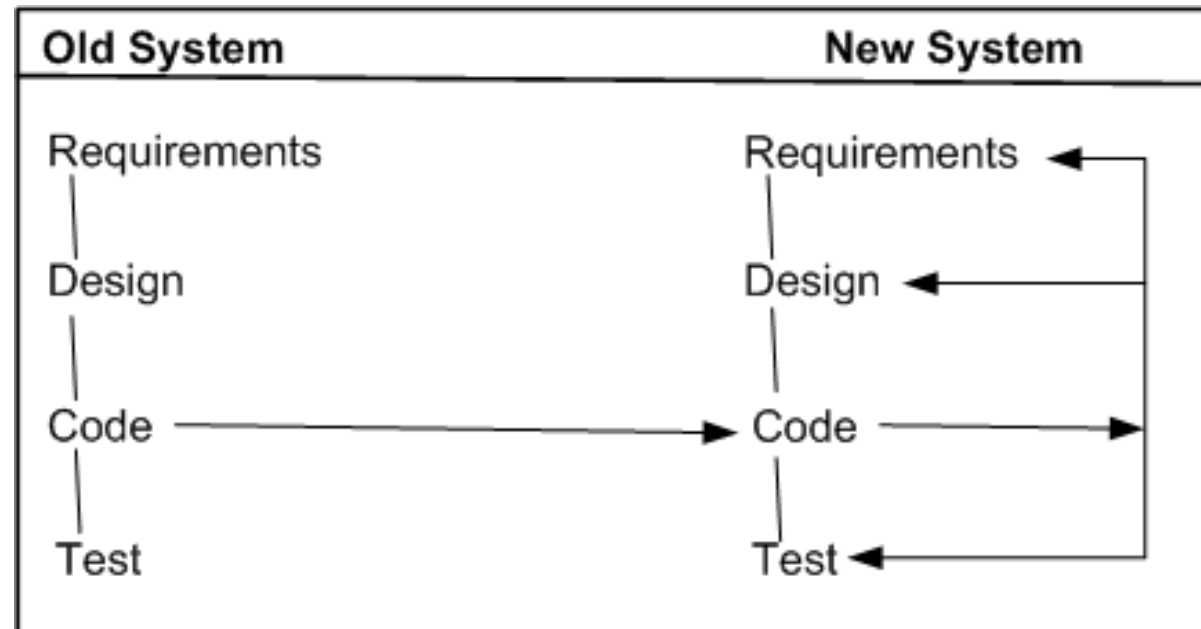 Old System New System
Requirements Requirements
Design Design
Code Code
Test Test